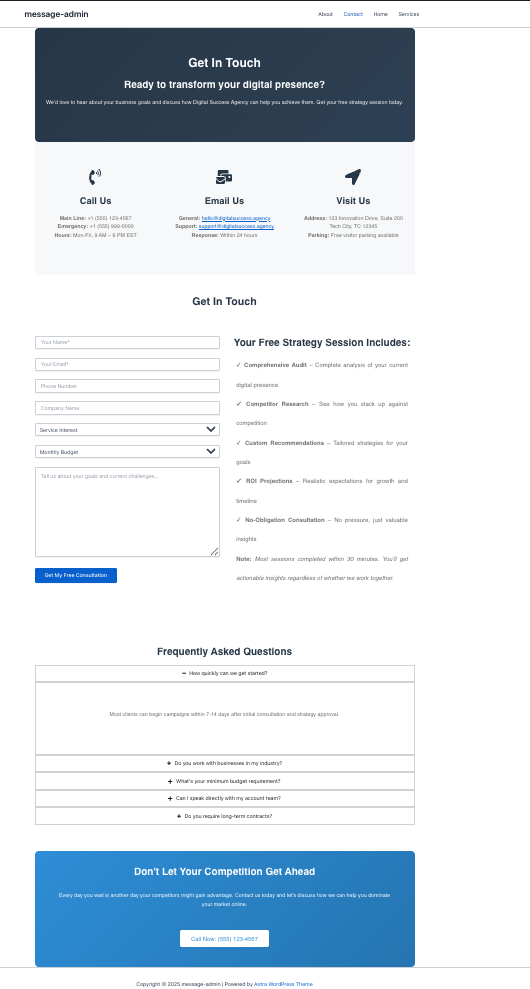 message-admin
About Contact Home Services
Get In Touch
Ready to transform your digital presence?
We'd love to hear about your business goals and discuss how Digital Success Agency can help you achieve them. Get your free strategy session today.
Call Us
Main Line: +1 (555) 123-4567
Emergency: +1 (555) 999-0000
Hours: Mon-Fri, 9 AM – 6 PM EST
Email Us
General: hello@digitalsuccess.agency
Support: support@digitalsuccess.agency
Response: Within 24 hours
Visit Us
Address: 123 Innovation Drive, Suite 200
Tech City, TC 12345
Parking: Free visitor parking available
Get In Touch
Your Name*
Your Email*
Phone Number
Company Name
Service Interest
Monthly Budget
Tell us about your goals and current challenges...
Get My Free Consultation
Your Free Strategy Session Includes:
✓ Comprehensive Audit – Complete analysis of your current
digital presence
✓ Competitor Research – See how you stack up against
competition
✓ Custom Recommendations – Tailored strategies for your
goals
✓ ROI Projections – Realistic expectations for growth and
timeline
✓ No-Obligation Consultation – No pressure, just valuable
insights
Note: Most sessions completed within 30 minutes. You'll get
actionable insights regardless of whether we work together.
Frequently Asked Questions
How quickly can we get started?
Most clients can begin campaigns within 7-14 days after initial consultation and strategy approval.
Do you work with businesses in my industry?
What's your minimum budget requirement?
Can I speak directly with my account team?
Do you require long-term contracts?
Don't Let Your Competition Get Ahead
Every day you wait is another day your competitors might gain advantage. Contact us today and let's discuss how we can help you dominate
your market online.
Call Now: (555) 123-4567
Copyright © 2025 message-admin | Powered by Astra WordPress Theme